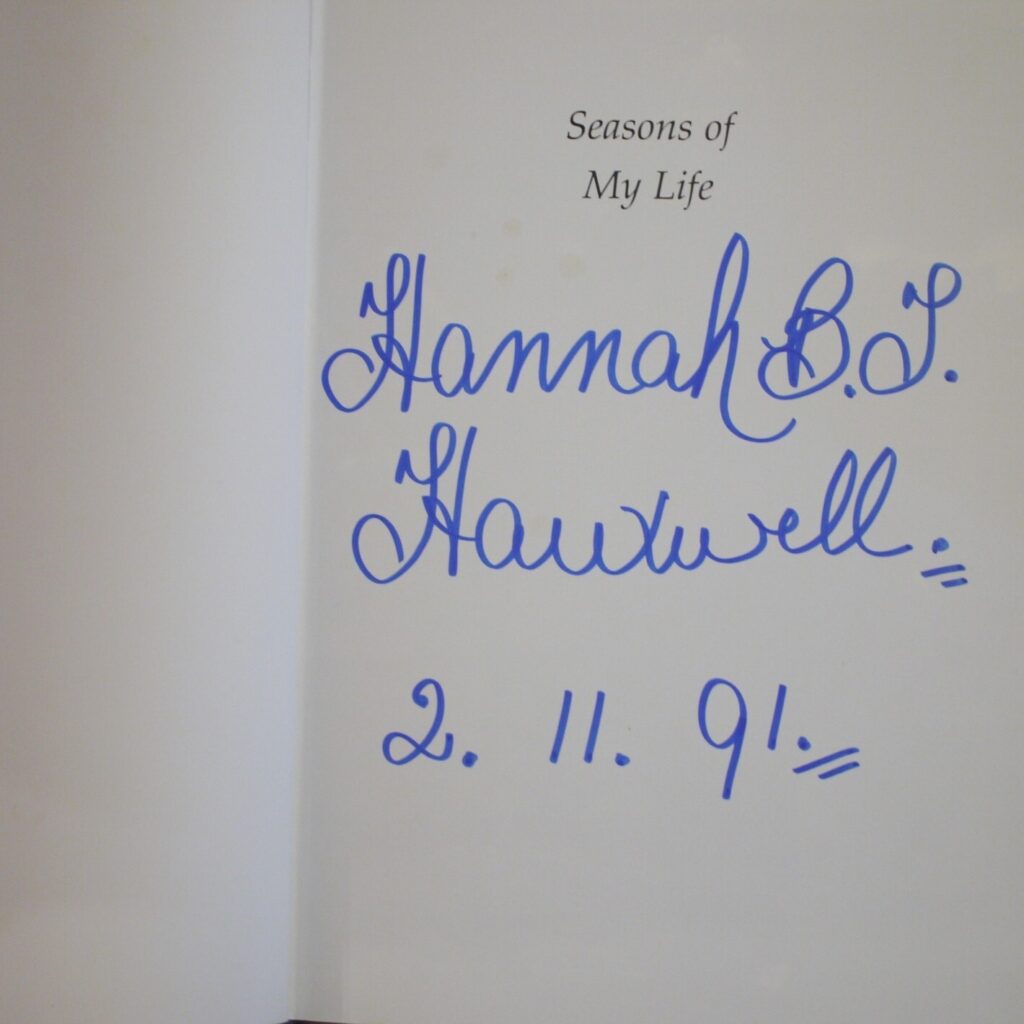 Seasons of
My Life
Hannah B.T.
Hauxwell.
2. 11. 91.